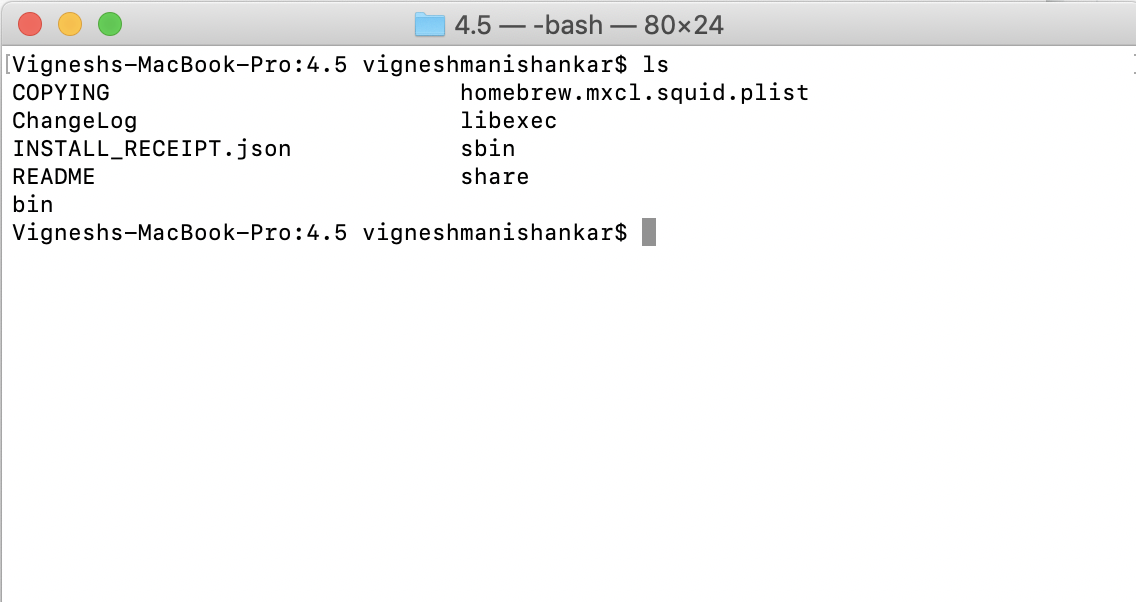 4.5 — -bash — 80×24
[Vigneshs-MacBook-Pro:4.5 vigneshmanishankar$ ls
COPYING                         homebrew.mxcl.squid.plist
ChangeLog                       libexec
INSTALL_RECEIPT.json            sbin
README                          share
bin
Vigneshs-MacBook-Pro:4.5 vigneshmanishankar$